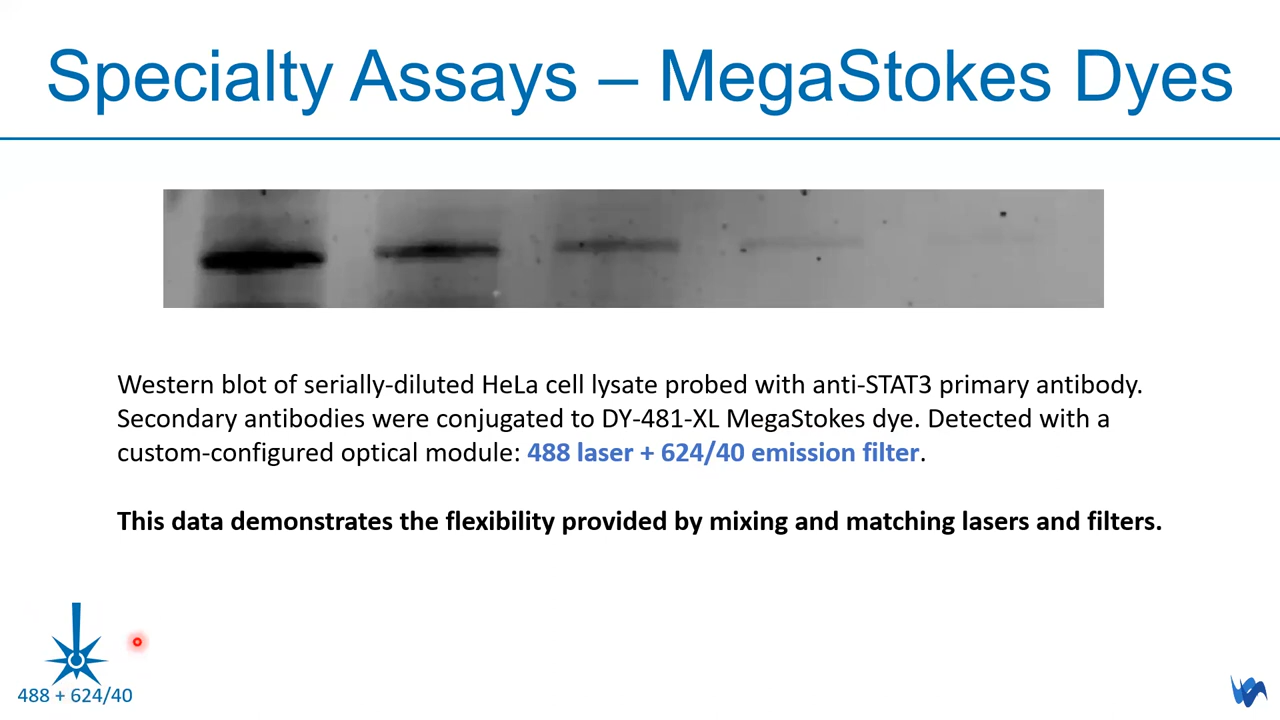 Specialty Assays – MegaStokes Dyes
Western blot of serially-diluted HeLa cell lysate probed with anti-STAT3 primary antibody.
Secondary antibodies were conjugated to DY-481-XL MegaStokes dye. Detected with a
custom-configured optical module: 488 laser + 624/40 emission filter.
This data demonstrates the flexibility provided by mixing and matching lasers and filters.
488 + 624/40